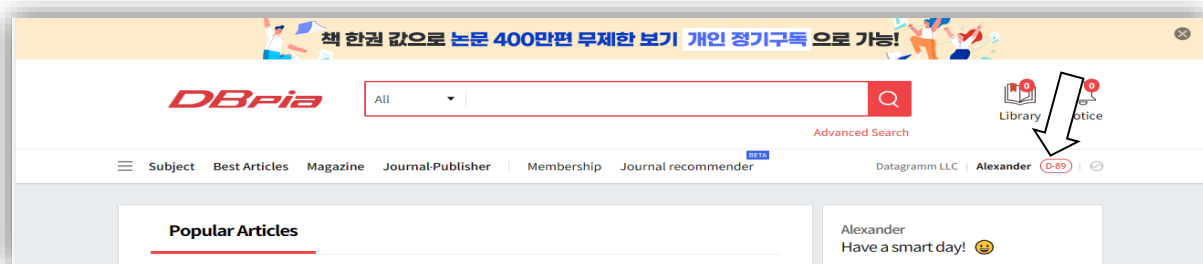 책 한권 값으로 논문 400만편 무제한 보기 개인 정기구독 으로 가능!
DBpia
All
0
0
Library
otice
Advanced Search
Subject Best Articles Magazine Journal·Publisher Membership Journal recommender BETA
Datagramm LLC Alexander D-89
Popular Articles
Alexander
Have a smart day!